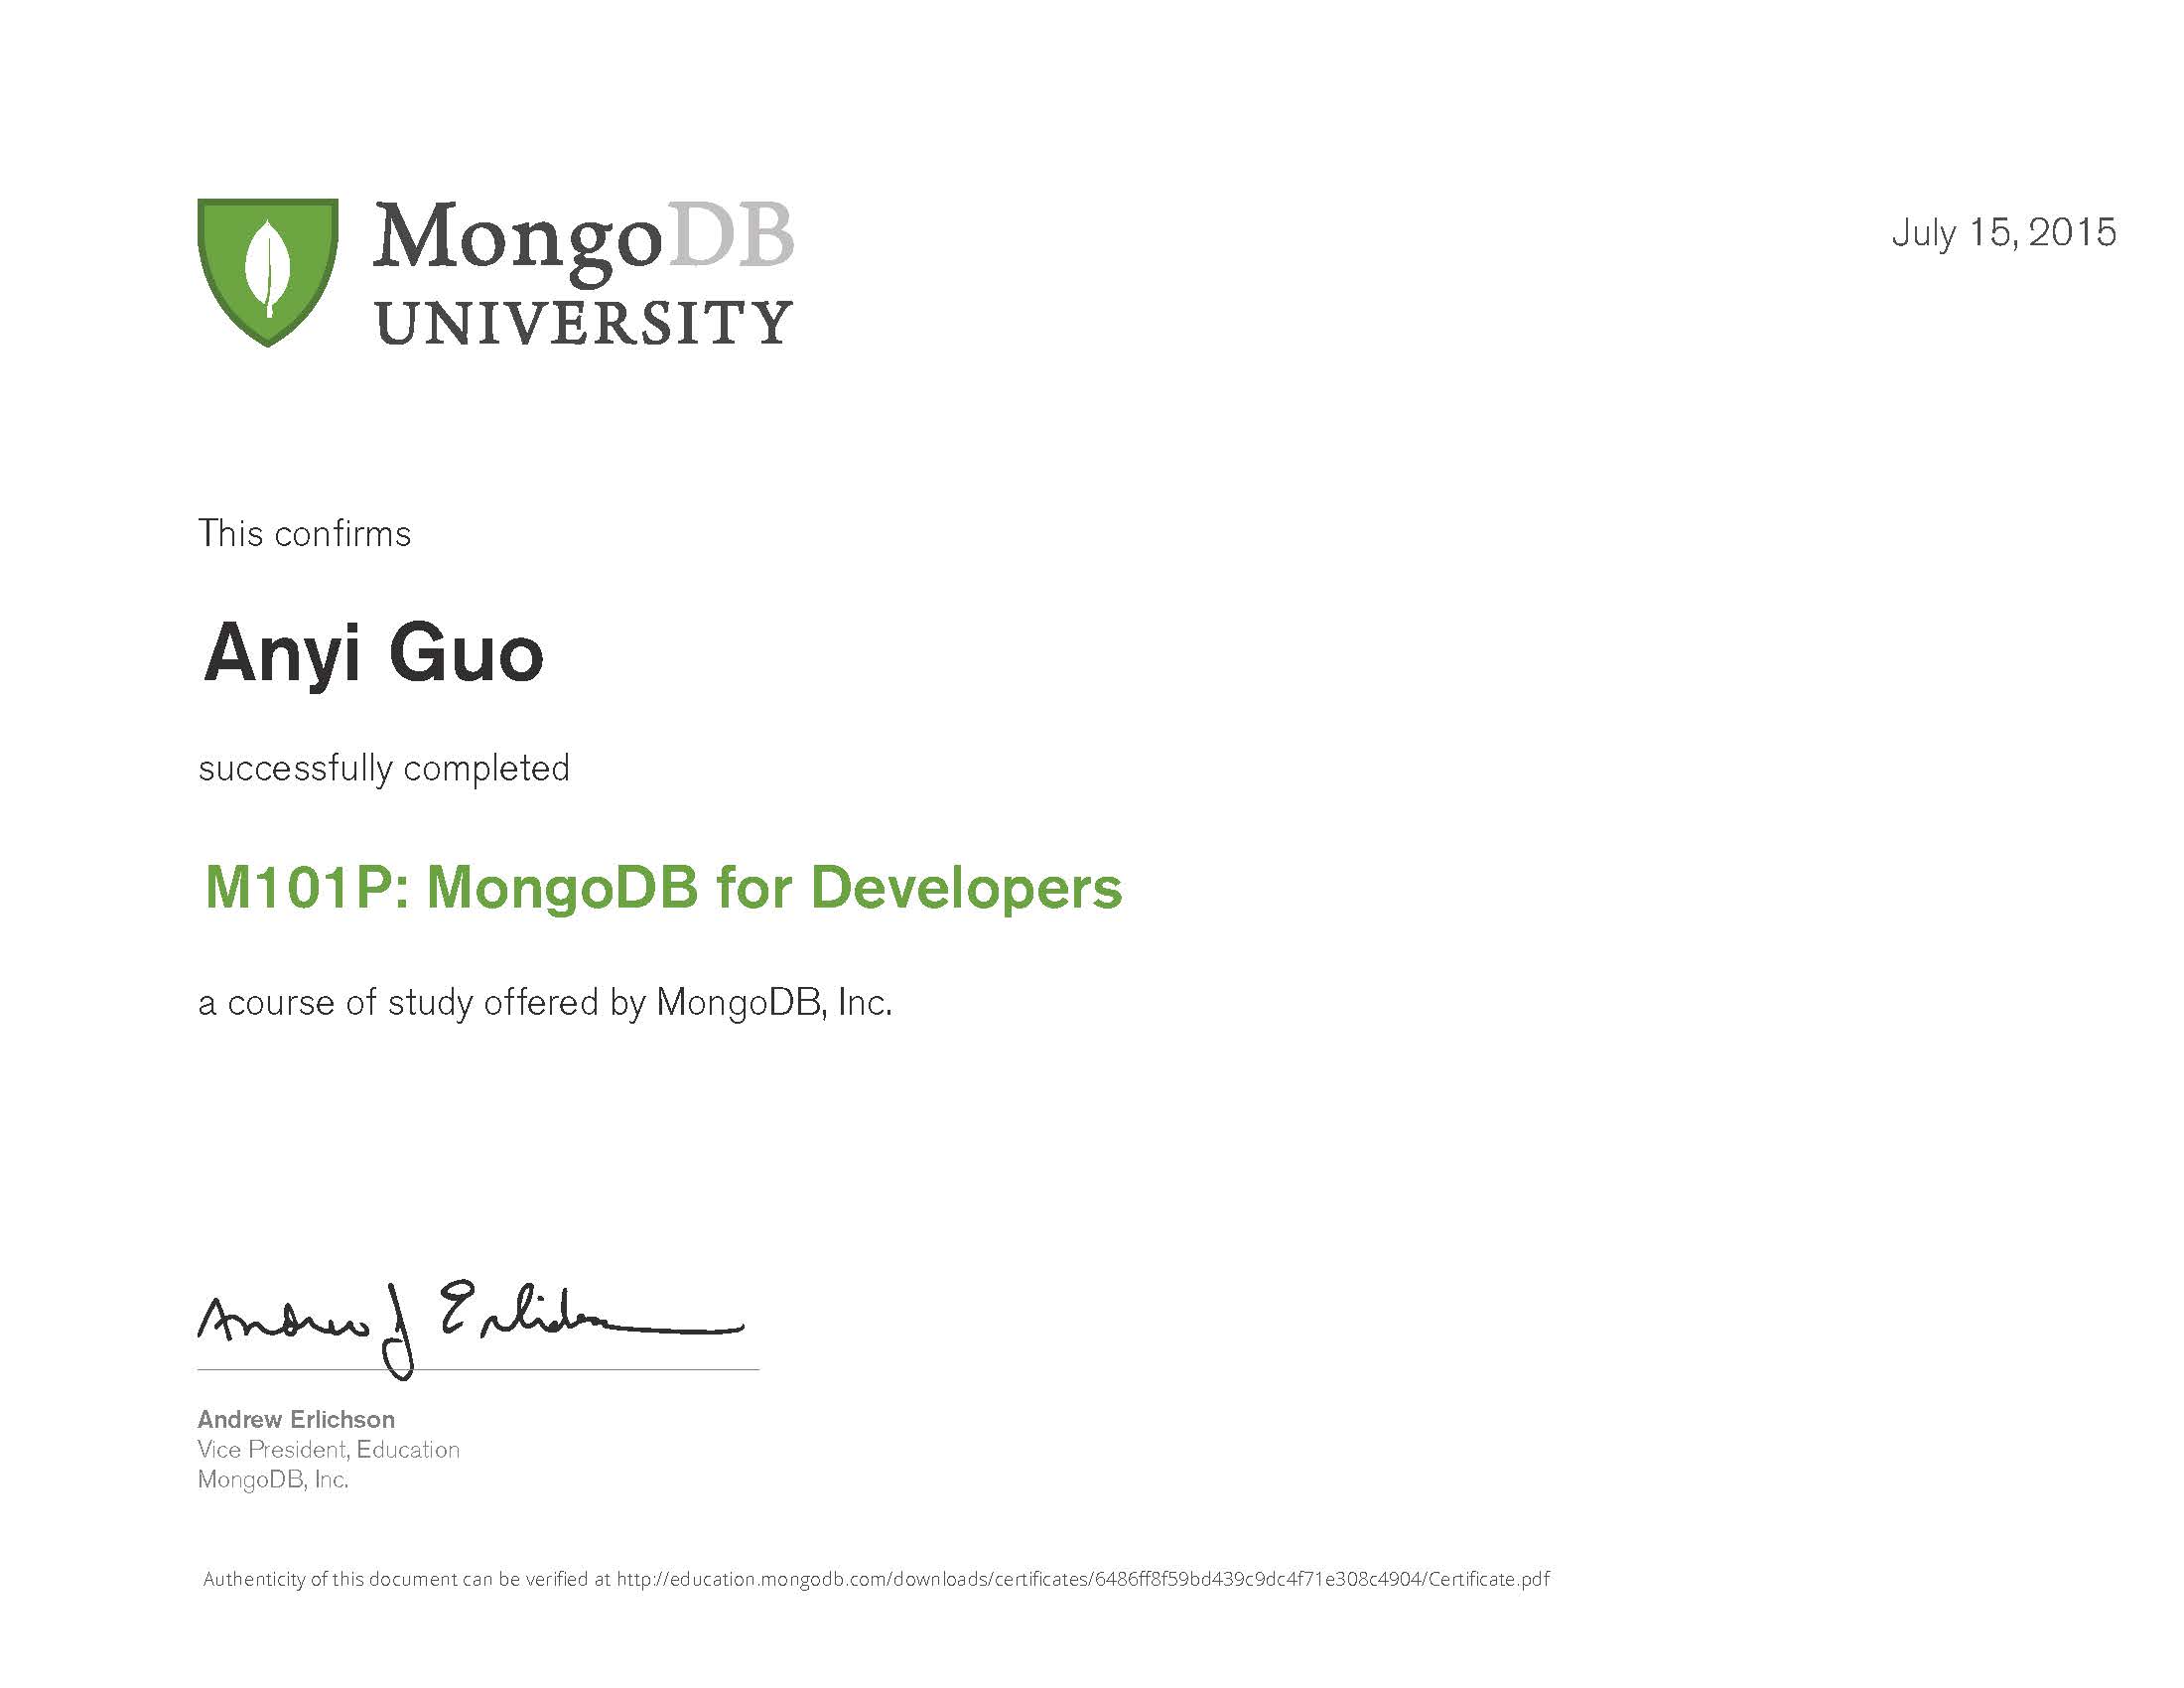 MongoDB
UNIVERSITY
July 15, 2015
This confirms
Anyi Guo
successfully completed
M101P: MongoDB for Developers
a course of study offered by MongoDB, Inc.
Andrew J Erlichson
Andrew Erlichson
Vice President, Education
MongoDB, Inc.
Authenticity of this document can be verified at http://education.mongodb.com/downloads/certificates/6486ff8f59bd439c9dc4f71e308c4904/Certificate.pdf